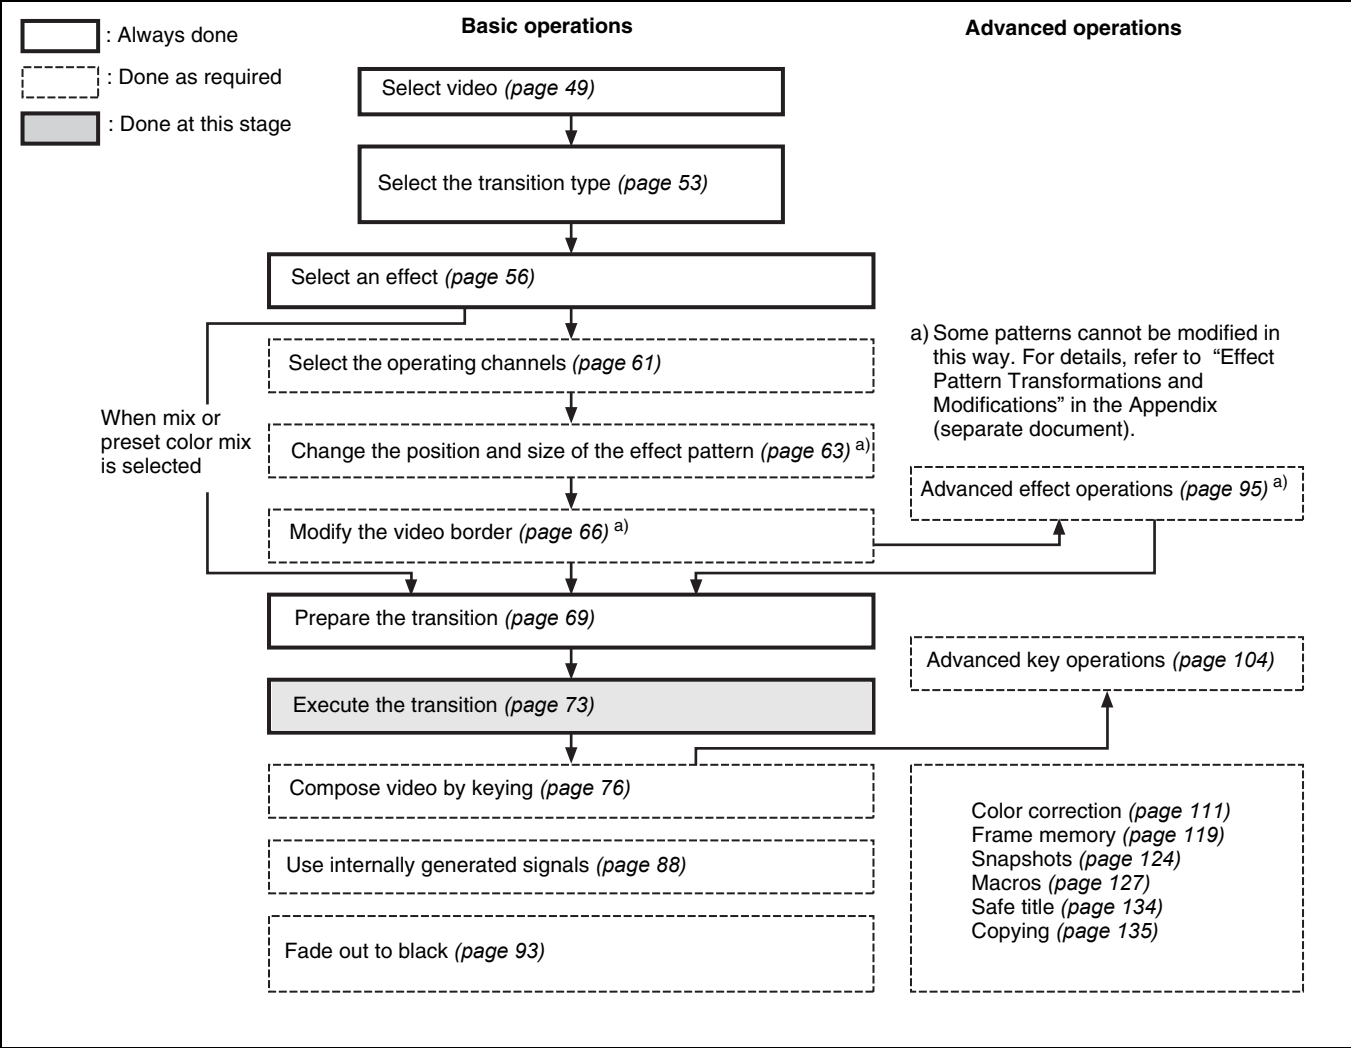 : Always done
: Done as required
: Done at this stage
Basic operations
Advanced operations
Select video (page 49)
Select the transition type (page 53)
Select an effect (page 56)
Select the operating channels (page 61)
When mix or
preset color mix
is selected
Change the position and size of the effect pattern (page 63) a)
Modify the video border (page 66) a)
a) Some patterns cannot be modified in
this way. For details, refer to “Effect
Pattern Transformations and
Modifications” in the Appendix
(separate document).
Advanced effect operations (page 95) a)
Prepare the transition (page 69)
Advanced key operations (page 104)
Execute the transition (page 73)
Compose video by keying (page 76)
Use internally generated signals (page 88)
Fade out to black (page 93)
Color correction (page 111)
Frame memory (page 119)
Snapshots (page 124)
Macros (page 127)
Safe title (page 134)
Copying (page 135)